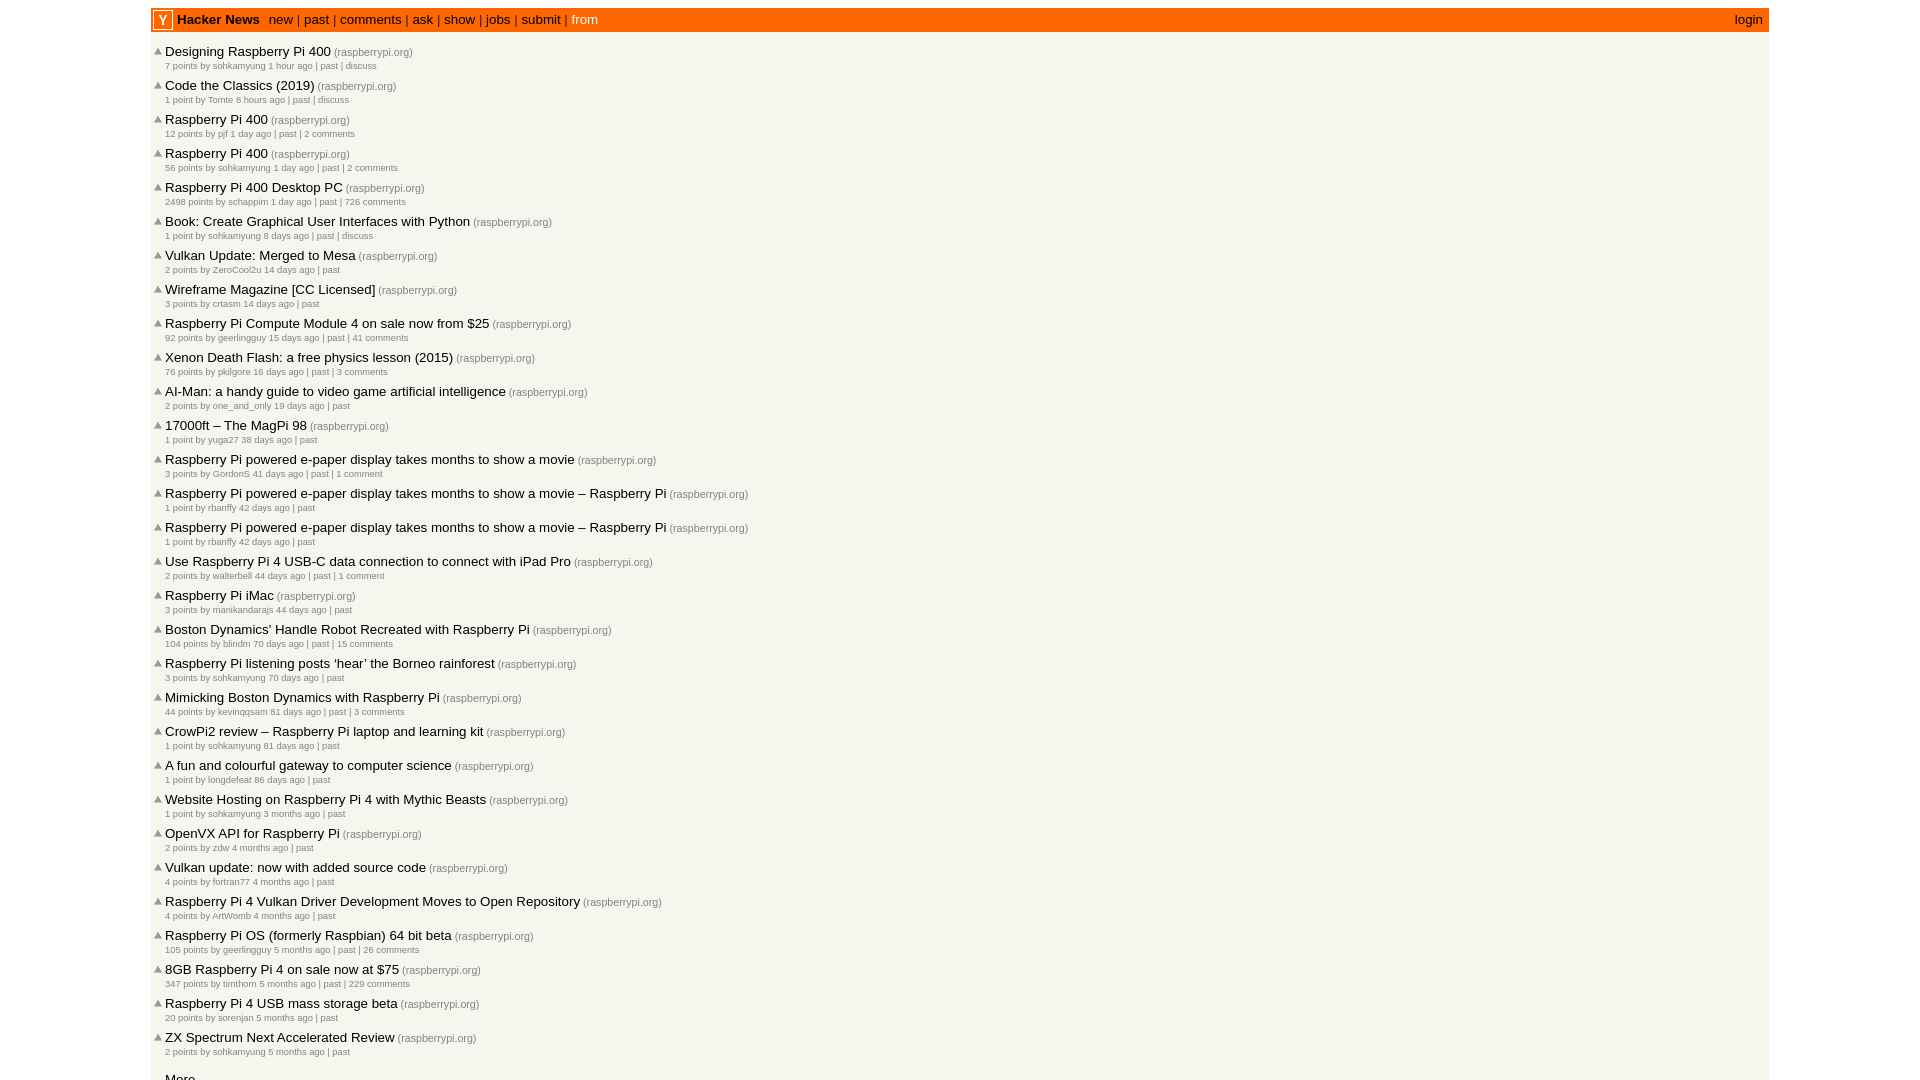 Y Hacker News new | past | comments | ask | show | jobs | submit | from login
Designing Raspberry Pi 400 (raspberrypi.org)
7 points by sohkamyung 1 hour ago | past | discuss
Code the Classics (2019) (raspberrypi.org)
1 point by Tomte 8 hours ago | past | discuss
Raspberry Pi 400 (raspberrypi.org)
12 points by pjf 1 day ago | past | 2 comments
Raspberry Pi 400 (raspberrypi.org)
56 points by sohkamyung 1 day ago | past | 2 comments
Raspberry Pi 400 Desktop PC (raspberrypi.org)
2498 points by schappim 1 day ago | past | 726 comments
Book: Create Graphical User Interfaces with Python (raspberrypi.org)
1 point by sohkamyung 8 days ago | past | discuss
Vulkan Update: Merged to Mesa (raspberrypi.org)
2 points by ZeroCool2u 14 days ago | past
Wireframe Magazine [CC Licensed] (raspberrypi.org)
3 points by crtasm 14 days ago | past
Raspberry Pi Compute Module 4 on sale now from $25 (raspberrypi.org)
92 points by geerlingguy 15 days ago | past | 41 comments
Xenon Death Flash: a free physics lesson (2015) (raspberrypi.org)
76 points by pkilgore 16 days ago | past | 3 comments
AI-Man: a handy guide to video game artificial intelligence (raspberrypi.org)
2 points by one_and_only 19 days ago | past
17000ft – The MagPi 98 (raspberrypi.org)
1 point by yuga27 38 days ago | past
Raspberry Pi powered e-paper display takes months to show a movie (raspberrypi.org)
3 points by GordonS 41 days ago | past | 1 comment
Raspberry Pi powered e-paper display takes months to show a movie – Raspberry Pi (raspberrypi.org)
1 point by rbanffy 42 days ago | past
Raspberry Pi powered e-paper display takes months to show a movie – Raspberry Pi (raspberrypi.org)
1 point by rbanffy 42 days ago | past
Use Raspberry Pi 4 USB-C data connection to connect with iPad Pro (raspberrypi.org)
2 points by walterbell 44 days ago | past | 1 comment
Raspberry Pi iMac (raspberrypi.org)
3 points by manikandarajs 44 days ago | past
Boston Dynamics' Handle Robot Recreated with Raspberry Pi (raspberrypi.org)
104 points by blindm 70 days ago | past | 15 comments
Raspberry Pi listening posts ‘hear’ the Borneo rainforest (raspberrypi.org)
3 points by sohkamyung 70 days ago | past
Mimicking Boston Dynamics with Raspberry Pi (raspberrypi.org)
44 points by kevinqqsam 81 days ago | past | 3 comments
CrowPi2 review – Raspberry Pi laptop and learning kit (raspberrypi.org)
1 point by sohkamyung 81 days ago | past
A fun and colourful gateway to computer science (raspberrypi.org)
1 point by longdefeat 86 days ago | past
Website Hosting on Raspberry Pi 4 with Mythic Beasts (raspberrypi.org)
1 point by sohkamyung 3 months ago | past
OpenVX API for Raspberry Pi (raspberrypi.org)
2 points by zdw 4 months ago | past
Vulkan update: now with added source code (raspberrypi.org)
4 points by fortran77 4 months ago | past
Raspberry Pi 4 Vulkan Driver Development Moves to Open Repository (raspberrypi.org)
4 points by ArtWomb 4 months ago | past
Raspberry Pi OS (formerly Raspbian) 64 bit beta (raspberrypi.org)
105 points by geerlingguy 5 months ago | past | 26 comments
8GB Raspberry Pi 4 on sale now at $75 (raspberrypi.org)
347 points by timthorn 5 months ago | past | 229 comments
Raspberry Pi 4 USB mass storage beta (raspberrypi.org)
20 points by sorenjan 5 months ago | past
ZX Spectrum Next Accelerated Review (raspberrypi.org)
2 points by sohkamyung 5 months ago | past
More